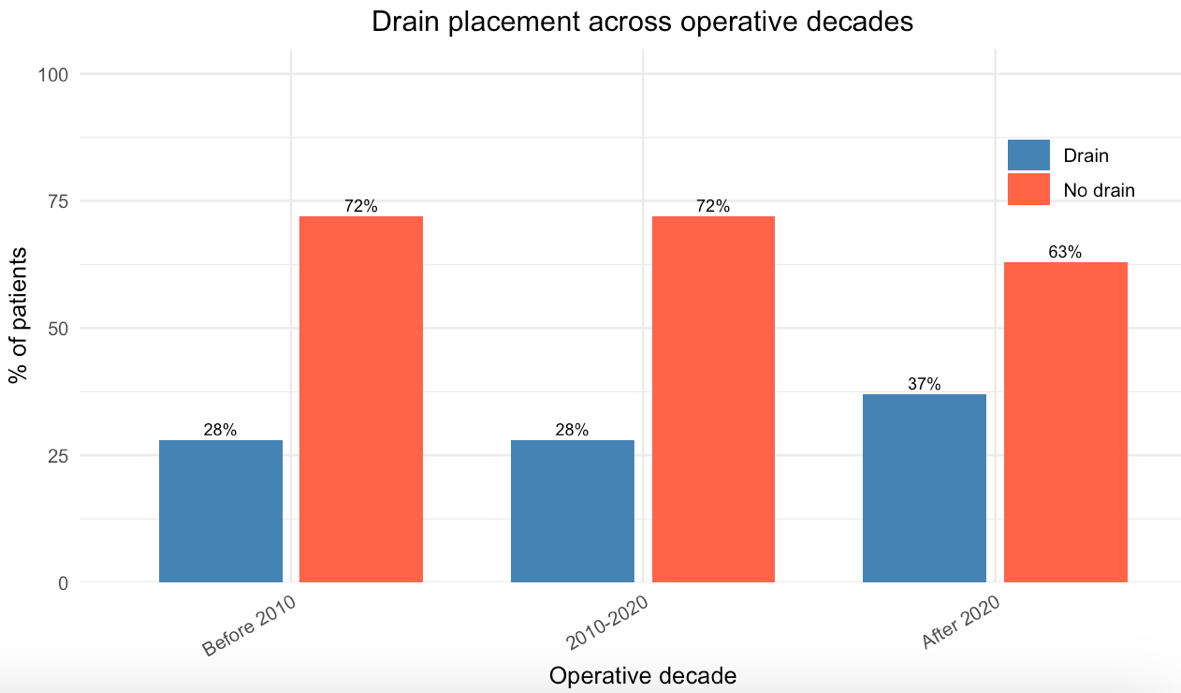 Drain placement across operative decades
100
75
50
25
0
% of patients
Drain
No drain
28%
72%
28%
72%
37%
63%
Before 2010
2010-2020
After 2020
Operative decade